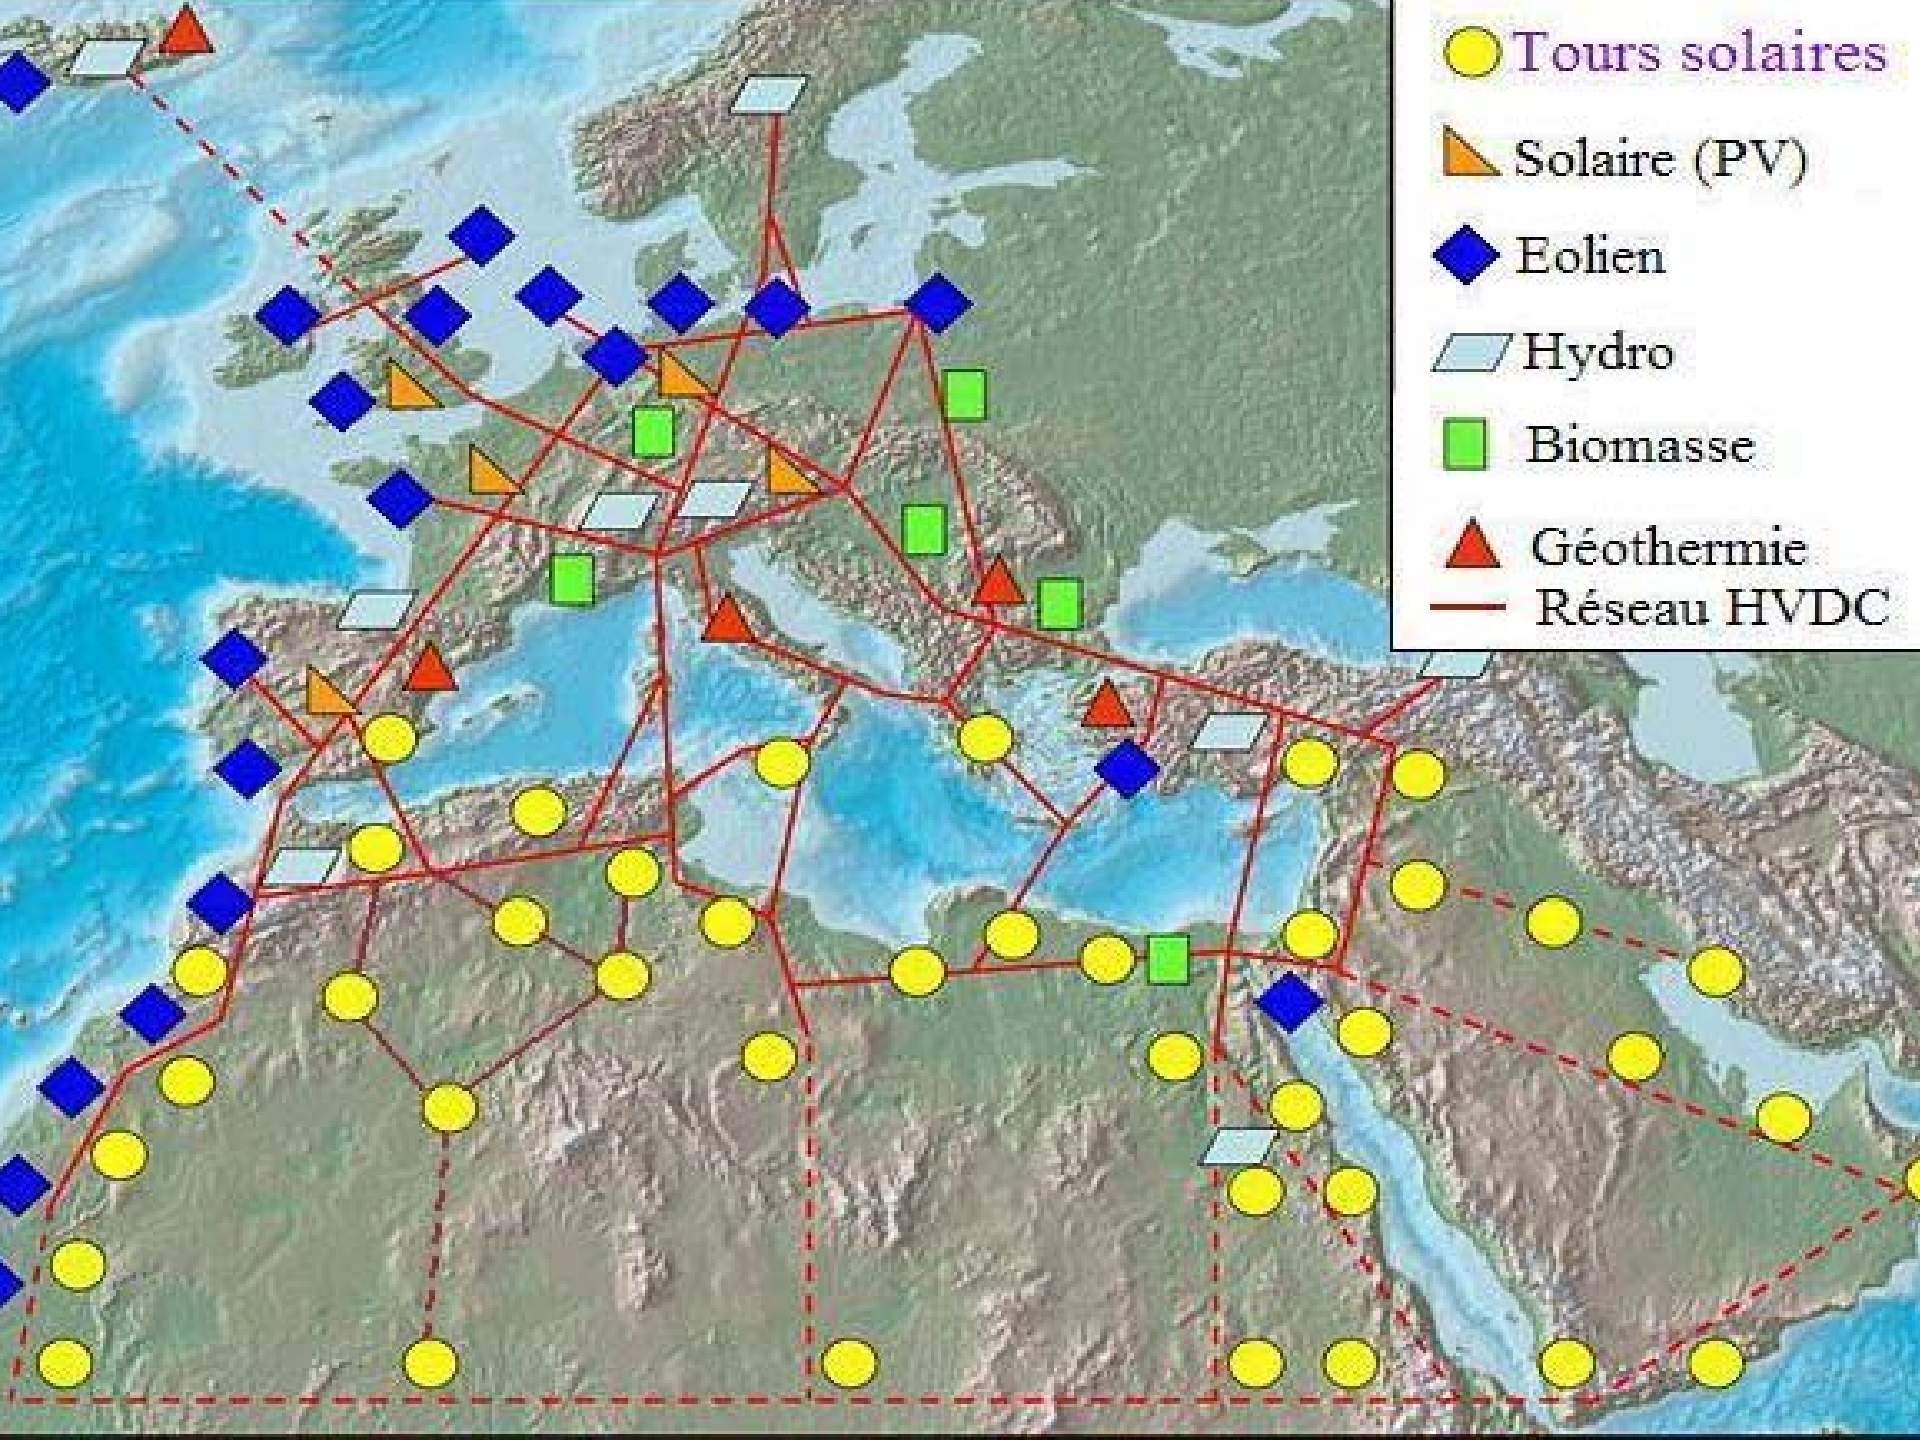 Tours solaires
Solaire (PV)
Eolien
Hydro
Biomasse
Géothermie
Réseau HVDC